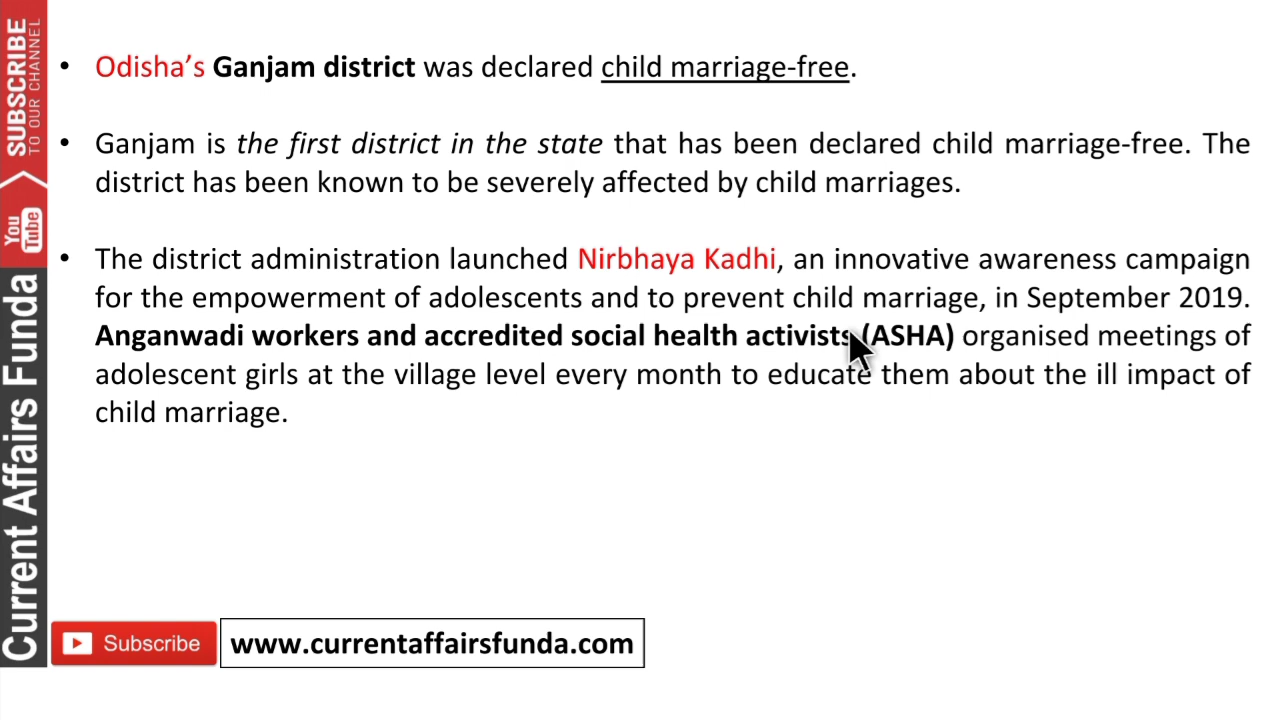 SUBSCRIBE
TO OUR CHANNEL
You
Tube
Current Affairs Funda
• Odisha’s Ganjam district was declared child marriage-free.
• Ganjam is the first district in the state that has been declared child marriage-free. The
district has been known to be severely affected by child marriages.
• The district administration launched Nirbhaya Kadhi, an innovative awareness campaign
for the empowerment of adolescents and to prevent child marriage, in September 2019.
Anganwadi workers and accredited social health activists (ASHA) organised meetings of
adolescent girls at the village level every month to educate them about the ill impact of
child marriage.
Subscribe
www.currentaffairsfunda.com